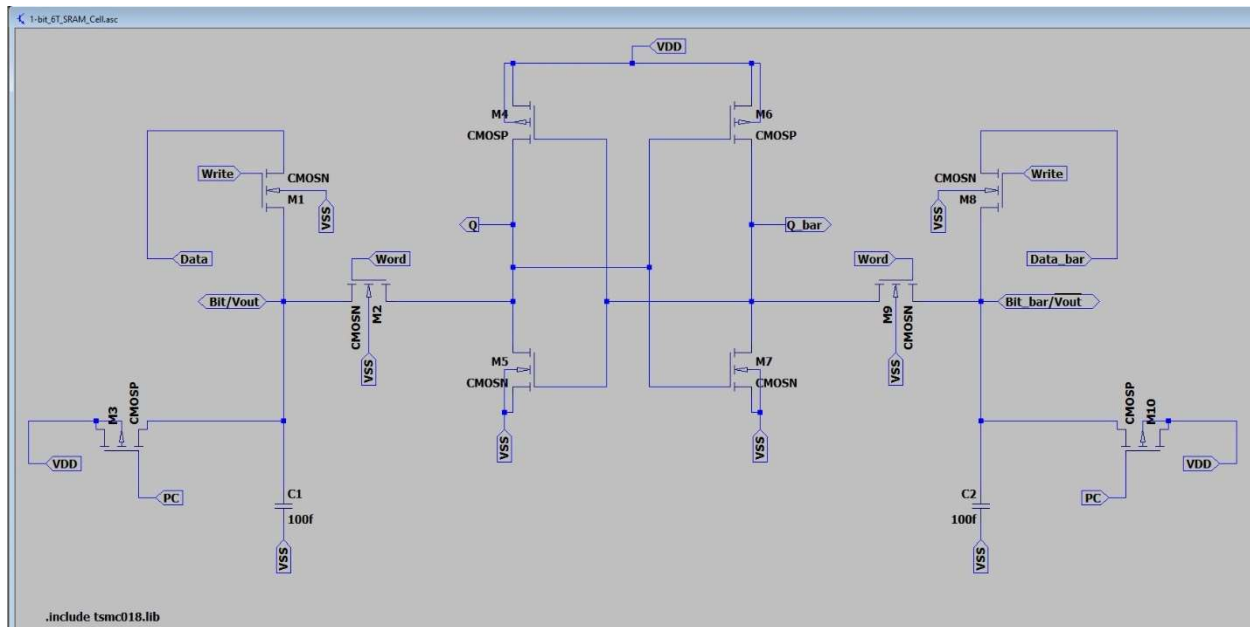 1-bit_6T_SRAM_Cell.asc
VDD
M4
M6
CMOSP
CMOSP
Write
CMOSN
M1
VSS
CMOSN
Write
M8
VSS
Q
Q_bar
Data
Word
Word
Data_bar
Bit/Vout
CMOSN
M2
VSS
M9
CMOSN
VSS
Bit_bar/Vout
M5
CMOSN
VSS
M7
CMOSN
VSS
M3
CMOSP
VDD
PC
CMOSP
M10
VDD
PC
C1
100f
VSS
C2
100f
VSS
.include tsmc018.lib